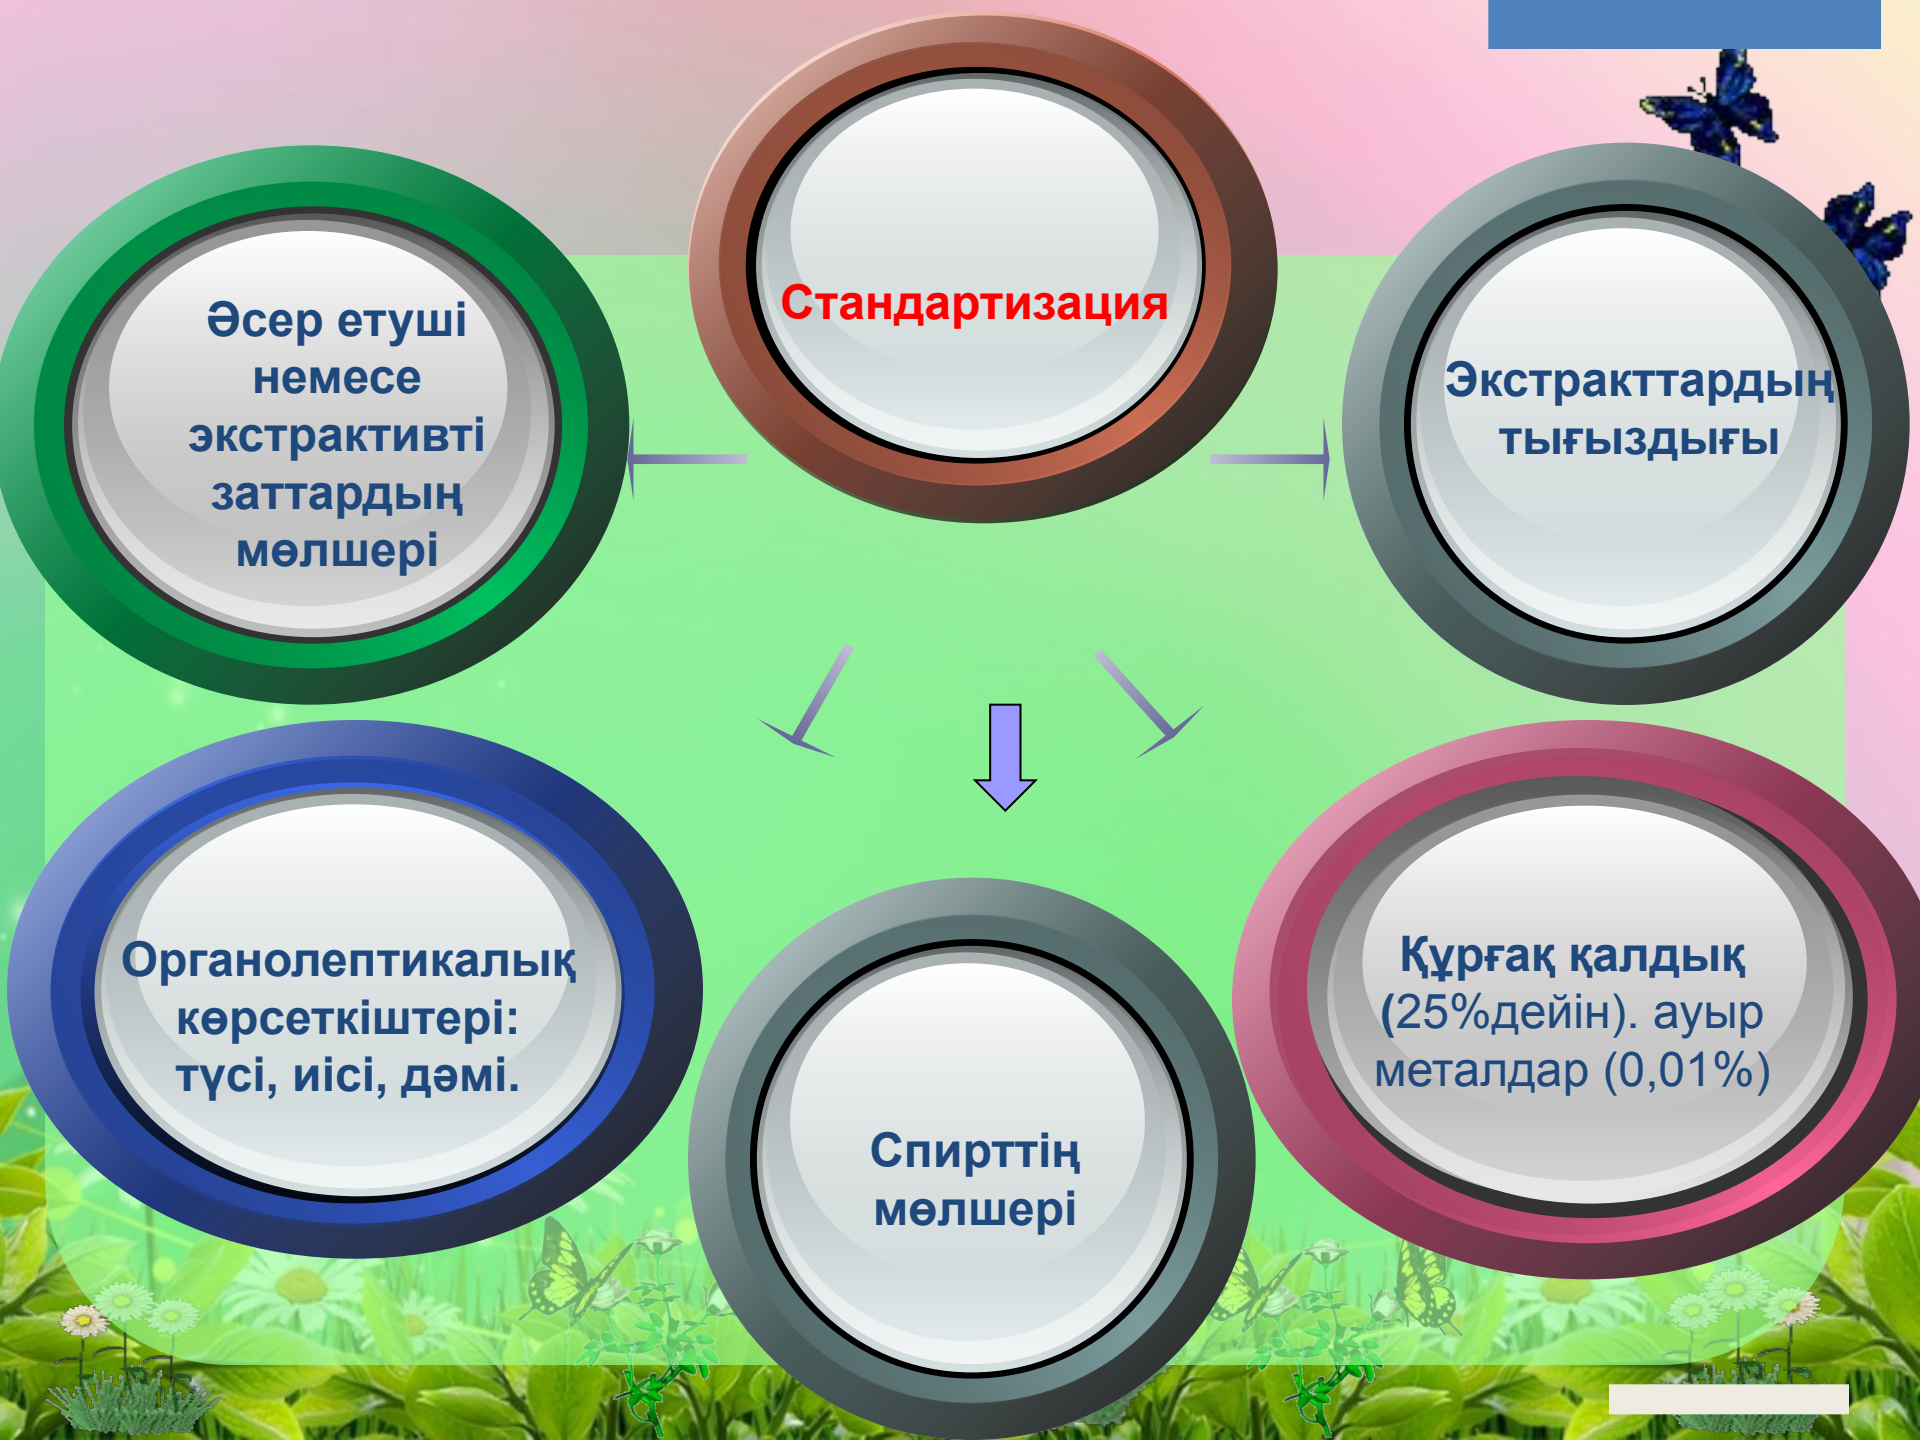 Стандартизация
Әсер етуші
немесе
экстрактивті
заттардың
мөлшері
Экстракттардың
тығыздығы
Органолептикалық
көрсеткіштері:
түсі, иісі, дәмі.
Спирттің
мөлшері
Құрғақ қалдық
(25%дейін). ауыр
металдар (0,01%)